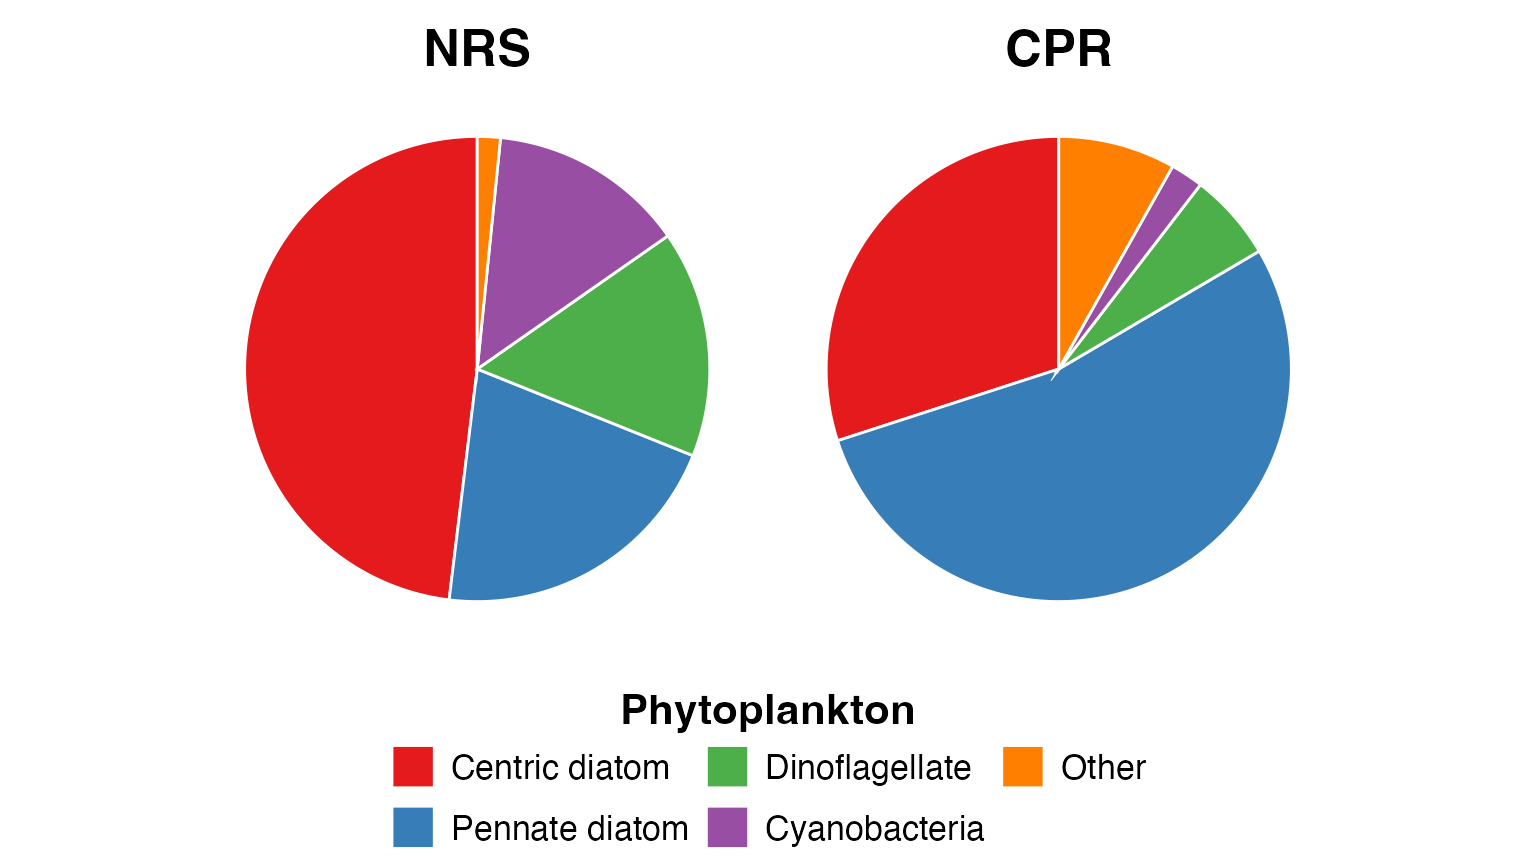 NRS CPR
Phytoplankton
Centric diatom Dinoflagellate Other
Pennate diatom Cyanobacteria